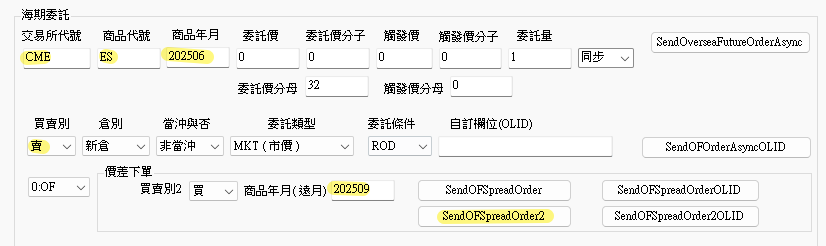 海期委託
交易所代號 商品代號 商品年月 委託價 委託價分子 觸發價 觸發價分子 委託量
CME ES 202506 0 0 0 0 1 同步 SendOverseaFutureOrderAsync
委託價分母 32 觸發價分母 0
買賣別 倉別 當沖與否 委託類型 委託條件 自訂欄位(OLID)
賣 新倉 非當沖 MKT ( 市價 ) ROD SendOFOrderAsyncOLID
價差下單
0:OF 買賣別2 買 商品年月( 遠月) 202509 SendOFSpreadOrder SendOFSpreadOrderOLID
SendOFSpreadOrder2 SendOFSpreadOrder2OLID